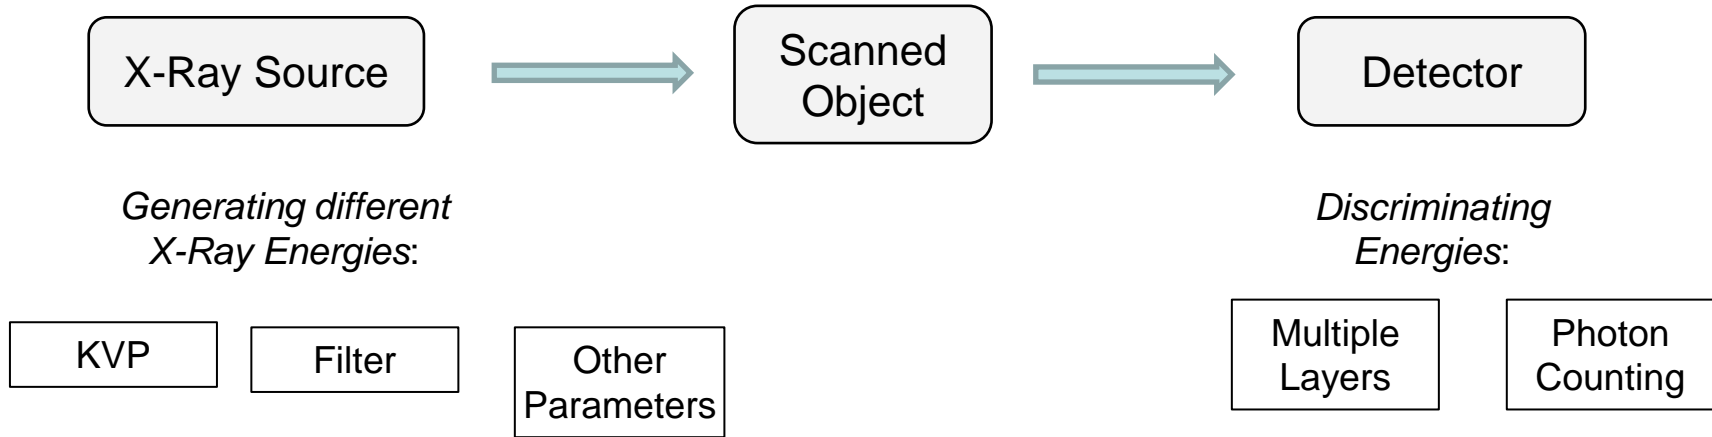 X-Ray Source
Scanned
Object
Detector
Generating different
X-Ray Energies:
Discriminating
Energies:
KVP
Filter
Other
Parameters
Multiple
Layers
Photon
Counting